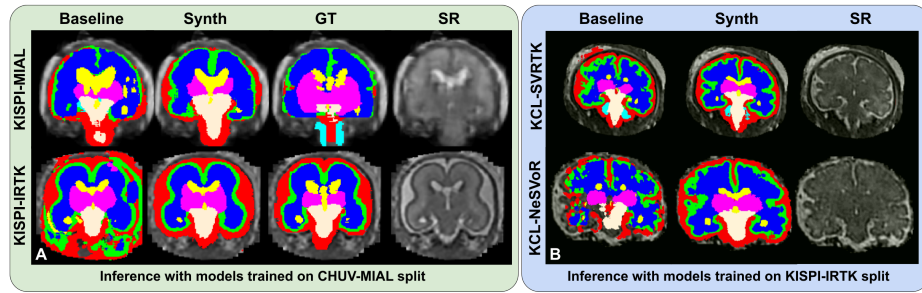 Baseline Synth GT SR
KISPI-MIAL
KISPI-IRTK
A
Inference with models trained on CHUV-MIAL split
Baseline Synth SR
KCL-SVRTK
KCL-NeSVoR
B
Inference with models trained on KISPI-IRTK split